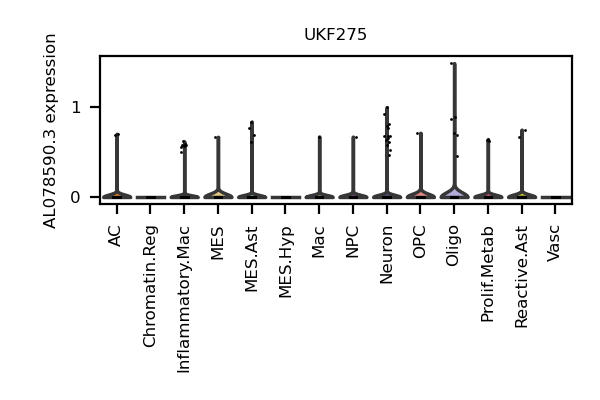 UKF275
AL078590.3 expression
1
0
AC
Chromatin.Reg
Inflammatory.Mac
MES
MES.Ast
MES.Hyp
Mac
NPC
Neuron
OPC
Oligo
Prolif.Metab
Reactive.Ast
Vasc